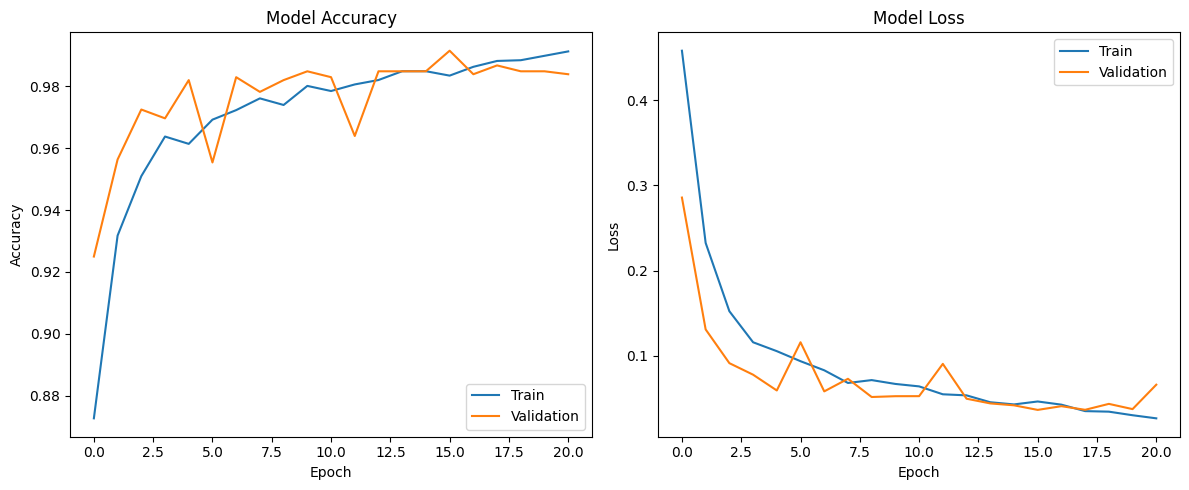 Model Accuracy
Accuracy
0.98
0.96
0.94
0.92
0.90
0.88
0.0 2.5 5.0 7.5 10.0 12.5 15.0 17.5 20.0
Epoch
Train
Validation
Model Loss
Loss
0.4
0.3
0.2
0.1
0.0 2.5 5.0 7.5 10.0 12.5 15.0 17.5 20.0
Epoch
Train
Validation